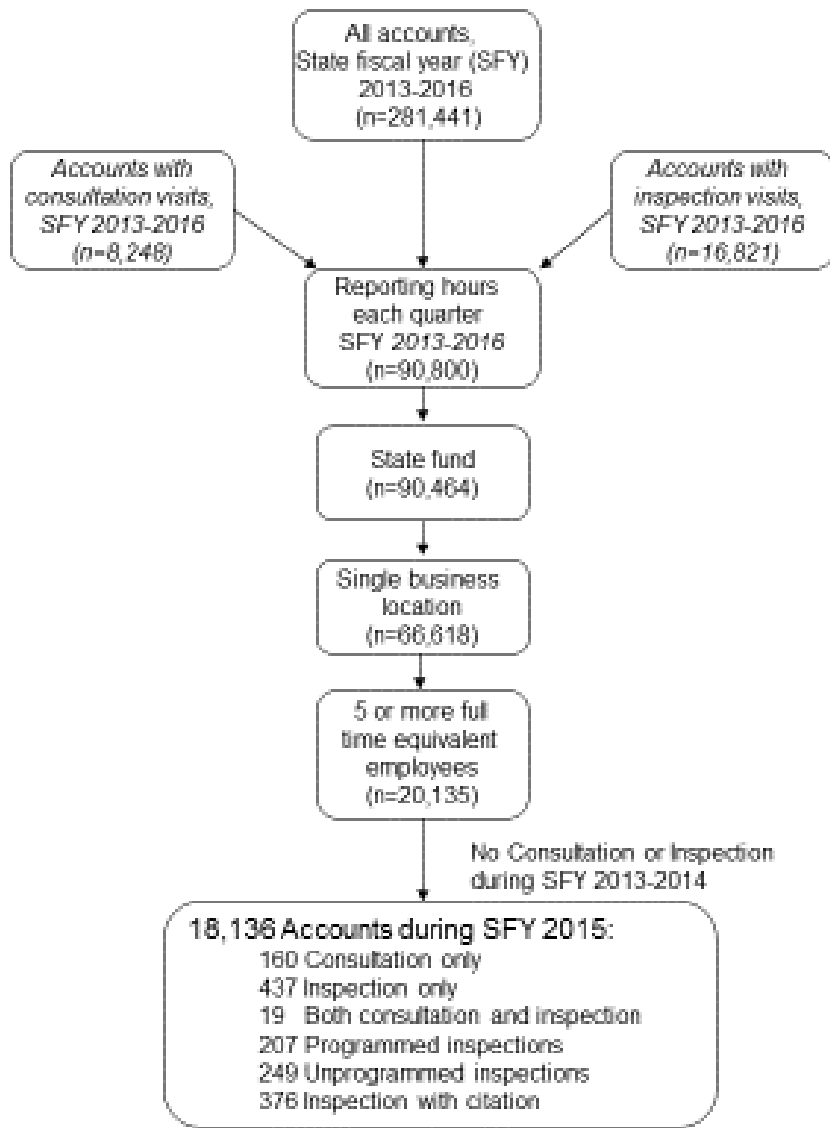 All accounts,
State fiscal year (SFY)
2013-2016
(n=281,441)
Accounts with
consultation visits,
SFY 2013-2016
(n=8,248)
Accounts with
inspection visits,
SFY 2013-2016
(n=16,821)
Reporting hours
each quarter
SFY 2013-2016
(n=90,800)
State fund
(n=90,464)
Single business
location
(n=66,618)
5 or more full
time equivalent
employees
(n=20,135)
No Consultation or Inspection
during SFY 2013-2014
18,136 Accounts during SFY 2015:
160 Consultation only
437 Inspection only
19 Both consultation and inspection
207 Programmed inspections
249 Unprogrammed inspections
376 Inspection with citation